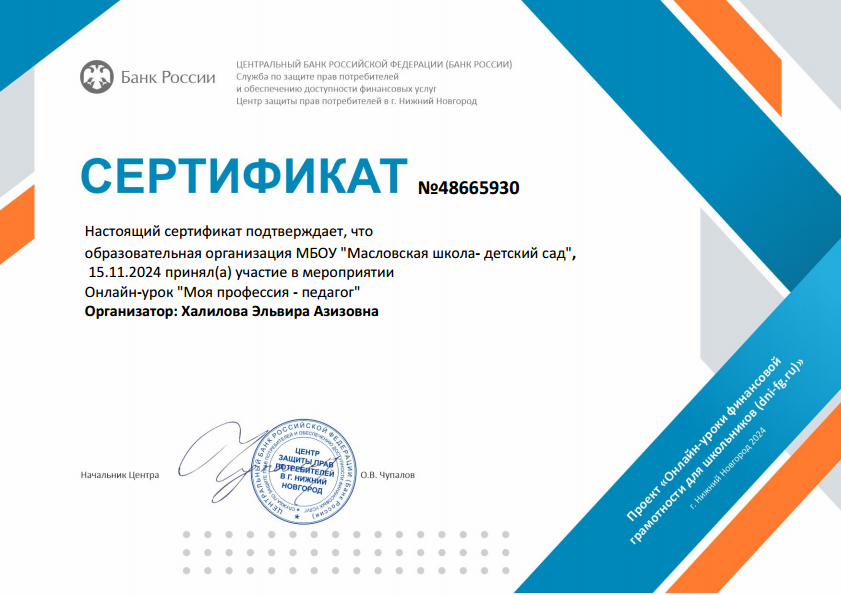 Банк России
ЦЕНТРАЛЬНЫЙ БАНК РОССИЙСКОЙ ФЕДЕРАЦИИ (БАНК РОССИИ)
Служба по защите прав потребителей
и обеспечению доступности финансовых услуг
Центр защиты прав потребителей в г. Нижний Новгород
СЕРТИФИКАТ №48665930
Настоящий сертификат подтверждает, что
образовательная организация МБОУ "Масловская школа- детский сад",
15.11.2024 принял(а) участие в мероприятии
Онлайн-урок "Моя профессия - педагог"
Организатор: Халилова Эльвира Азизовна
Проект «Онлайн-уроки финансовой
грамотности для школьников (dni-fg.ru)»
г. Нижний Новгород 2024
Начальник Центра
ЦЕНТРАЛЬНЫЙ БАНК РОССИЙСКОЙ ФЕДЕРАЦИИ (Банк России)
ЦЕНТР
ЗАЩИТЫ ПРАВ
ПОТРЕБИТЕЛЕЙ
В Г. НИЖНИЙ
НОВГОРОД
О.В. Чупалов